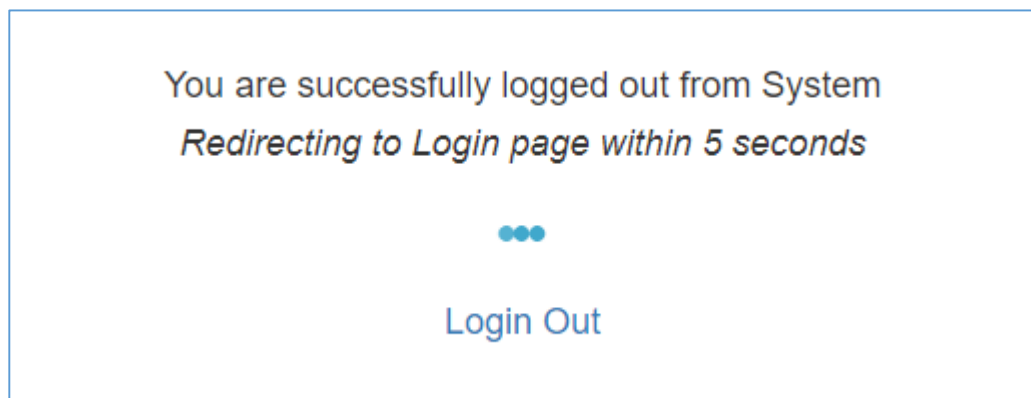 You are successfully logged out from System
Redirecting to Login page within 5 seconds
Login Out